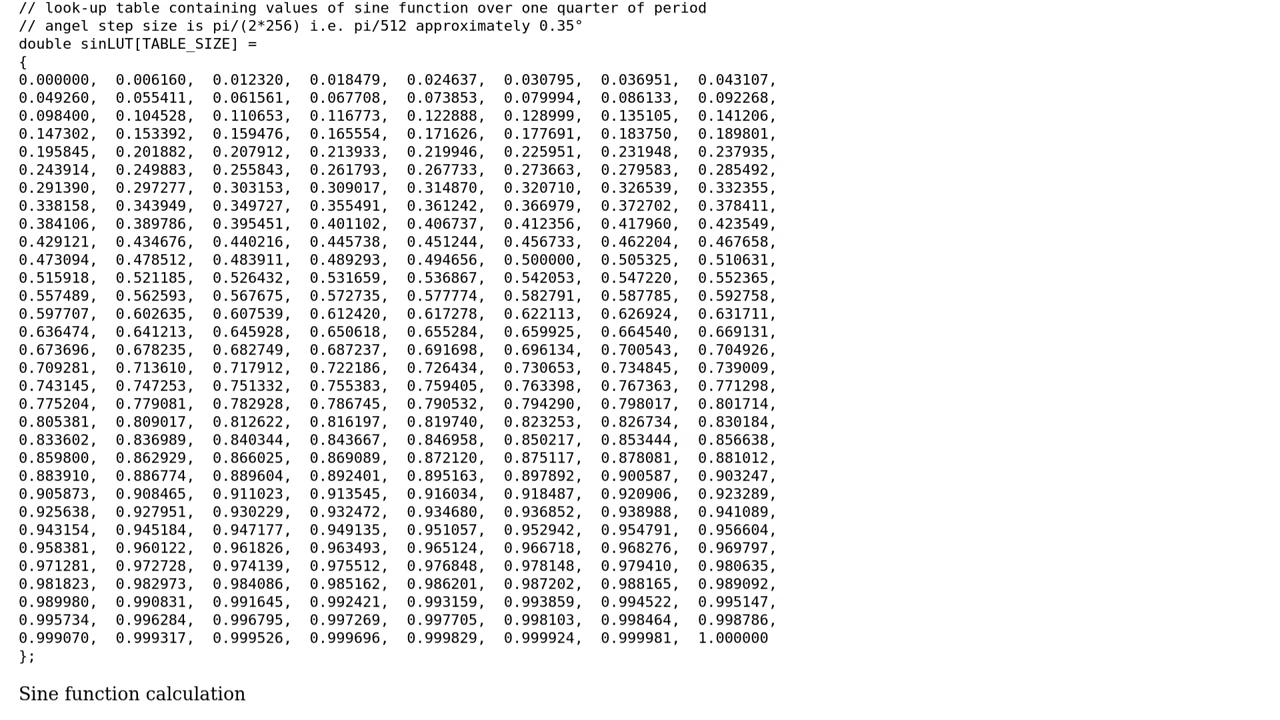 // look-up table containing values of sine function over one quarter of period
// angel step size is pi/(2*256) i.e. pi/512 approximately 0.35°
double sinLUT[TABLE_SIZE] =
{
0.000000,  0.006160,  0.012320,  0.018479,  0.024637,  0.030795,  0.036951,  0.043107,
0.049260,  0.055411,  0.061561,  0.067708,  0.073853,  0.079994,  0.086133,  0.092268,
0.098400,  0.104528,  0.110653,  0.116773,  0.122888,  0.128999,  0.135105,  0.141206,
0.147302,  0.153392,  0.159476,  0.165554,  0.171626,  0.177691,  0.183750,  0.189801,
0.195845,  0.201882,  0.207912,  0.213933,  0.219946,  0.225951,  0.231948,  0.237935,
0.243914,  0.249883,  0.255843,  0.261793,  0.267733,  0.273663,  0.279583,  0.285492,
0.291390,  0.297277,  0.303153,  0.309017,  0.314870,  0.320710,  0.326539,  0.332355,
0.338158,  0.343949,  0.349727,  0.355491,  0.361242,  0.366979,  0.372702,  0.378411,
0.384106,  0.389786,  0.395451,  0.401102,  0.406737,  0.412356,  0.417960,  0.423549,
0.429121,  0.434676,  0.440216,  0.445738,  0.451244,  0.456733,  0.462204,  0.467658,
0.473094,  0.478512,  0.483911,  0.489293,  0.494656,  0.500000,  0.505325,  0.510631,
0.515918,  0.521185,  0.526432,  0.531659,  0.536867,  0.542053,  0.547220,  0.552365,
0.557489,  0.562593,  0.567675,  0.572735,  0.577774,  0.582791,  0.587785,  0.592758,
0.597707,  0.602635,  0.607539,  0.612420,  0.617278,  0.622113,  0.626924,  0.631711,
0.636474,  0.641213,  0.645928,  0.650618,  0.655284,  0.659925,  0.664540,  0.669131,
0.673696,  0.678235,  0.682749,  0.687237,  0.691698,  0.696134,  0.700543,  0.704926,
0.709281,  0.713610,  0.717912,  0.722186,  0.726434,  0.730653,  0.734845,  0.739009,
0.743145,  0.747253,  0.751332,  0.755383,  0.759405,  0.763398,  0.767363,  0.771298,
0.775204,  0.779081,  0.782928,  0.786745,  0.790532,  0.794290,  0.798017,  0.801714,
0.805381,  0.809017,  0.812622,  0.816197,  0.819740,  0.823253,  0.826734,  0.830184,
0.833602,  0.836989,  0.840344,  0.843667,  0.846958,  0.850217,  0.853444,  0.856638,
0.859800,  0.862929,  0.866025,  0.869089,  0.872120,  0.875117,  0.878081,  0.881012,
0.883910,  0.886774,  0.889604,  0.892401,  0.895163,  0.897892,  0.900587,  0.903247,
0.905873,  0.908465,  0.911023,  0.913545,  0.916034,  0.918487,  0.920906,  0.923289,
0.925638,  0.927951,  0.930229,  0.932472,  0.934680,  0.936852,  0.938988,  0.941089,
0.943154,  0.945184,  0.947177,  0.949135,  0.951057,  0.952942,  0.954791,  0.956604,
0.958381,  0.960122,  0.961826,  0.963493,  0.965124,  0.966718,  0.968276,  0.969797,
0.971281,  0.972728,  0.974139,  0.975512,  0.976848,  0.978148,  0.979410,  0.980635,
0.981823,  0.982973,  0.984086,  0.985162,  0.986201,  0.987202,  0.988165,  0.989092,
0.989980,  0.990831,  0.991645,  0.992421,  0.993159,  0.993859,  0.994522,  0.995147,
0.995734,  0.996284,  0.996795,  0.997269,  0.997705,  0.998103,  0.998464,  0.998786,
0.999070,  0.999317,  0.999526,  0.999696,  0.999829,  0.999924,  0.999981,  1.000000
};
Sine function calculation